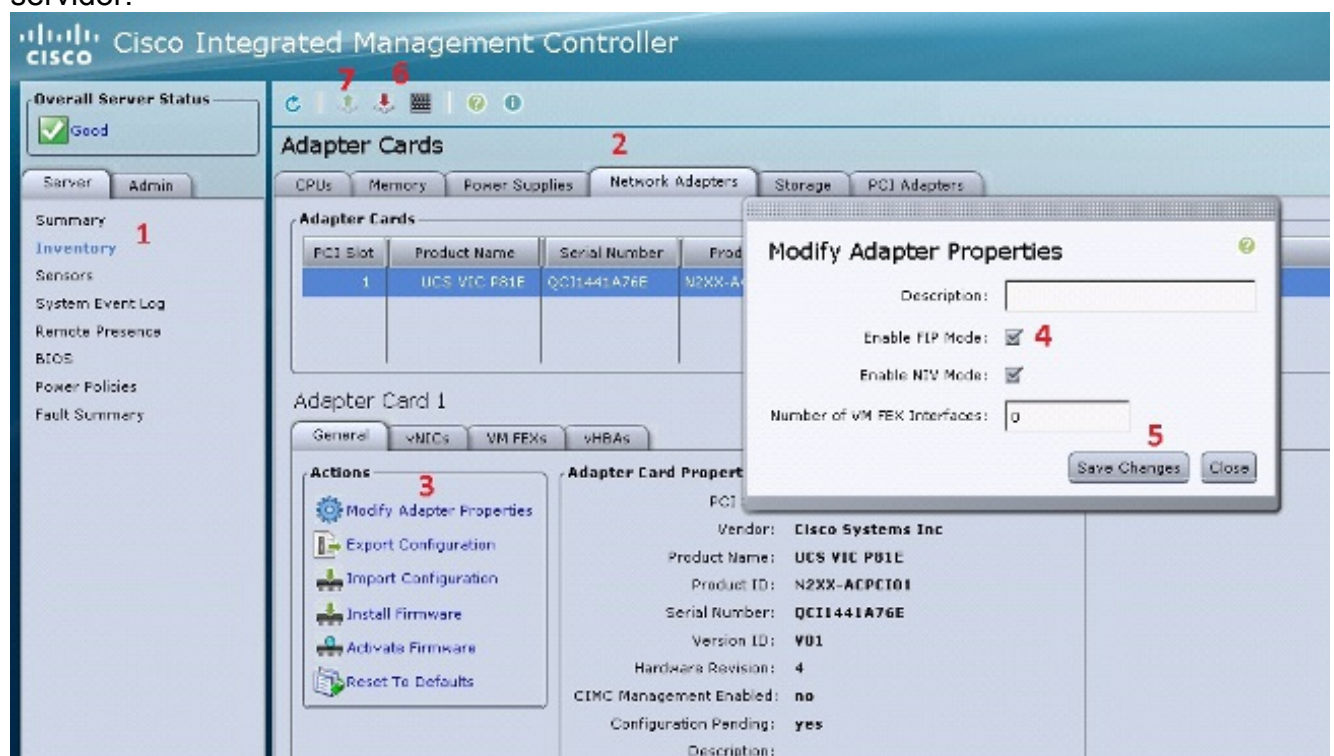 servidor.
cisco
Cisco Integrated Management Controller
Overall Server Status
Good
7 6
Adapter Cards 2
Server Admin
CPUs Memory Power Supplies Network Adapters Storage PCI Adapters
Summary
Inventory 1
Sensors
System Event Log
Remote Presence
BIOS
Power Policies
Fault Summary
Adapter Cards
PCI Slot Product Name Serial Number Prod
1 UCS VIC P81E QCI1441A76E N2XX-A
Modify Adapter Properties
Description:
Enable FIP Mode: 4
Enable NIV Mode:
Number of VM FEX Interfaces: 0
5
Save Changes Close
Adapter Card 1
General vNICs VM FEXs vHBAs
Actions
3
Modify Adapter Properties
Export Configuration
Import Configuration
Install Firmware
Activate Firmware
Reset To Defaults
Adapter Card Propert
PCI
Vendor: Cisco Systems Inc
Product Name: UCS VIC P81E
Product ID: N2XX-ACPCI01
Serial Number: QCI1441A76E
Version ID: V01
Hardware Revision: 4
CIMC Management Enabled: no
Configuration Pending: yes
Description: